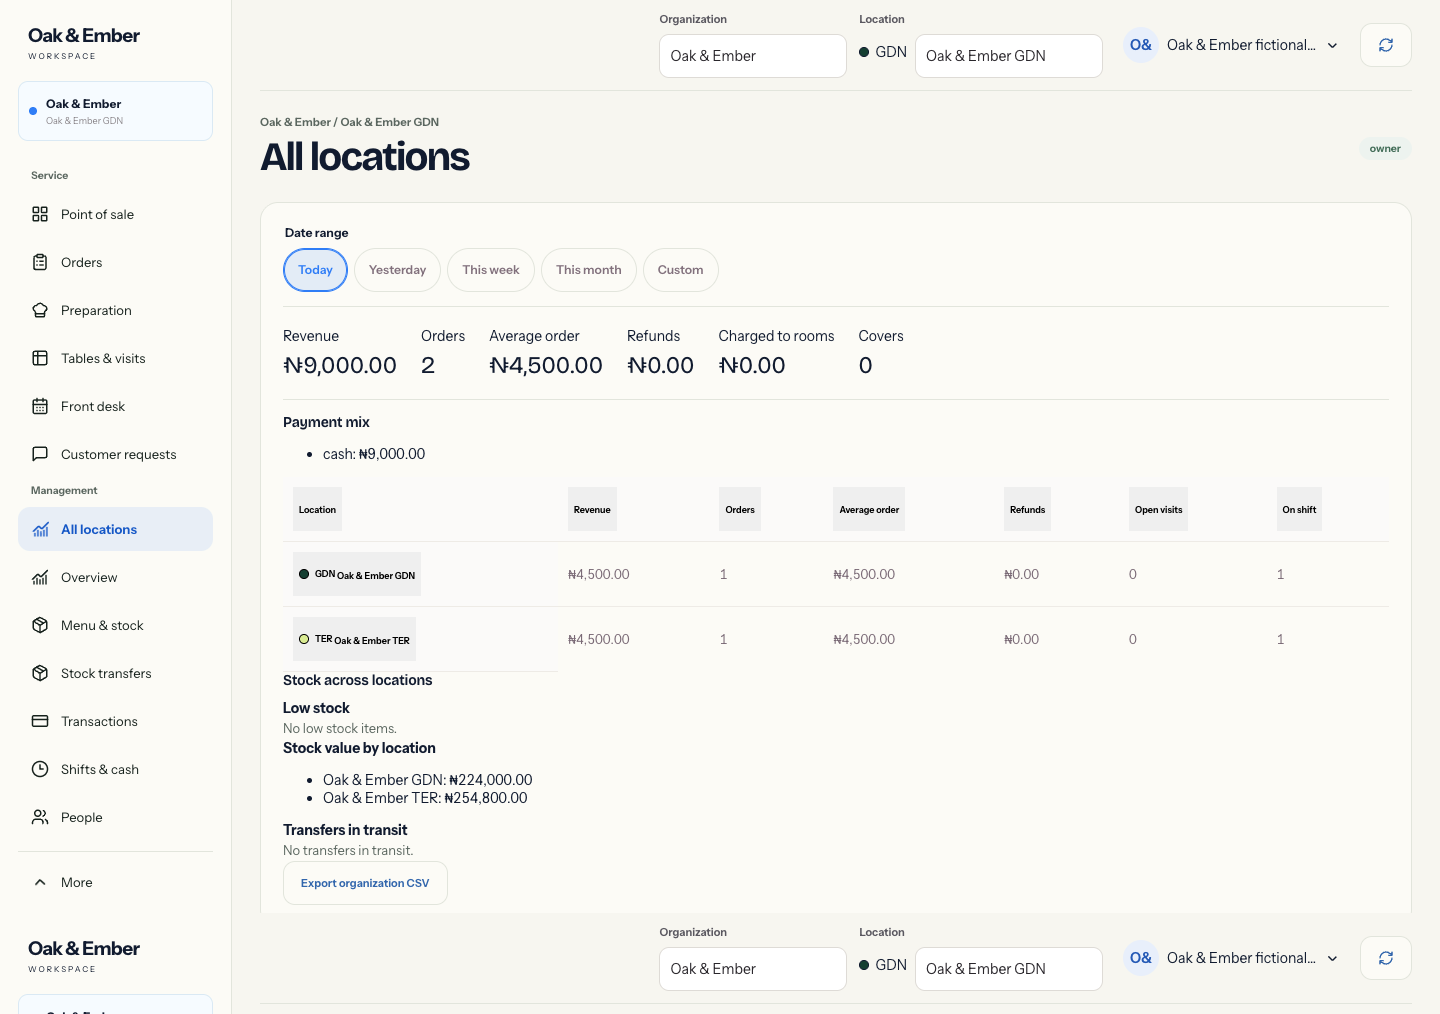 Oak & Ember
WORKSPACE
Oak & Ember
Oak & Ember GDN
Service
Point of sale
Orders
Preparation
Tables & visits
Front desk
Customer requests
Management
All locations
Overview
Menu & stock
Stock transfers
Transactions
Shifts & cash
People
More
Oak & Ember
WORKSPACE
Organization
Oak & Ember
Location
GDN
Oak & Ember GDN
O&
Oak & Ember fictional...
Oak & Ember / Oak & Ember GDN
All locations
owner
Date range
Today
Yesterday
This week
This month
Custom
Revenue Orders Average order Refunds Charged to rooms Covers
₦9,000.00 2 ₦4,500.00 ₦0.00 ₦0.00 0
Payment mix
• cash: ₦9,000.00
Location Revenue Orders Average order Refunds Open visits On shift
GDN Oak & Ember GDN ₦4,500.00 1 ₦4,500.00 ₦0.00 0 1
TER Oak & Ember TER ₦4,500.00 1 ₦4,500.00 ₦0.00 0 1
Stock across locations
Low stock
No low stock items.
Stock value by location
• Oak & Ember GDN: ₦224,000.00
• Oak & Ember TER: ₦254,800.00
Transfers in transit
No transfers in transit.
Export organization CSV
Organization
Oak & Ember
Location
GDN
Oak & Ember GDN
O&
Oak & Ember fictional...